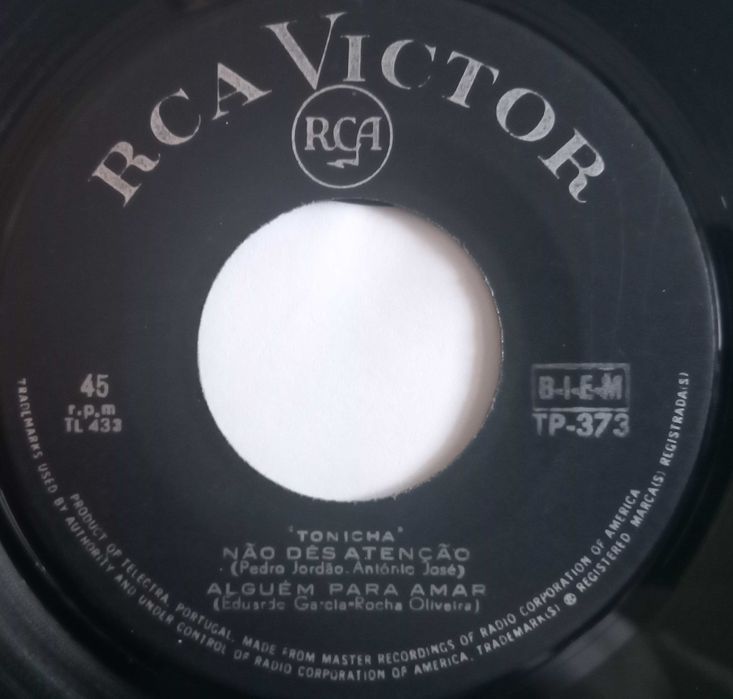 RCA VICTOR
RCA
45
r.p.m
TL 433
B-I-E-M
TP-373
"TONICHA"
NÃO DÊS ATENÇÃO
(Pedro Jordão-António José)
ALGUÉM PARA AMAR
(Eduardo Garcia-Rocha Oliveira)
PRODUCT OF TELECTRA, PORTUGAL. MADE FROM MASTER RECORDINGS OF RADIO CORPORATION OF AMERICA
TRADEMARKS USED BY AUTHORITY AND UNDER CONTROL OF RADIO CORPORATION OF AMERICA. TRADEMARK(S) ® REGISTERED MARCA(S) REGISTRADA(S)